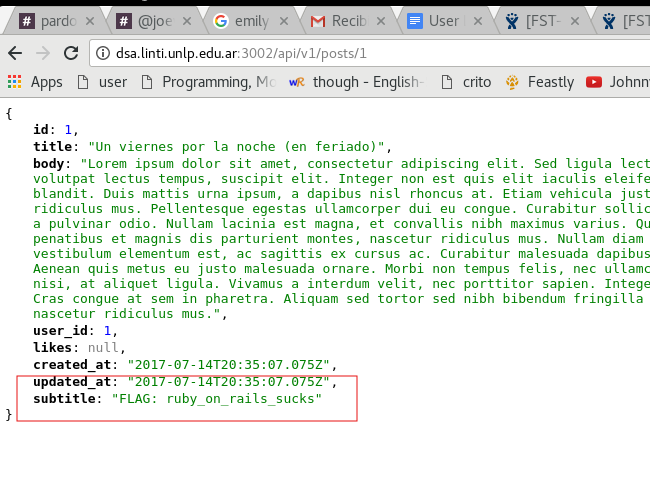 pardo
@joe
emily
Recib
User
[FST-
[FST
dsa.linti.unlp.edu.ar:3002/api/v1/posts/1
Apps user Programming, Mo though - English- crito Feastly Johnny
{
id: 1,
title: "Un viernes por la noche (en feriado)",
body: "Lorem ipsum dolor sit amet, consectetur adipiscing elit. Sed ligula lect
volutpat lectus tempus, suscipit elit. Integer non est quis elit iaculis eleife
blandit. Duis mattis urna ipsum, a dapibus nisl rhoncus at. Etiam vehicula just
ridiculus mus. Pellentesque egestas ullamcorper dui eu congue. Curabitur sollic
a pulvinar odio. Nullam lacinia est magna, et convallis nibh maximus varius. Qu
penatibus et magnis dis parturient montes, nascetur ridiculus mus. Nullam diam
vestibulum elementum est, ac sagittis ex cursus ac. Curabitur malesuada dapibus
Aenean quis metus eu justo malesuada ornare. Morbi non tempus felis, nec ullamc
nisi, at aliquet ligula. Vivamus a interdum velit, nec porttitor sapien. Intege
Cras congue at sem in pharetra. Aliquam sed tortor sed nibh bibendum fringilla
nascetur ridiculus mus.",
user_id: 1,
likes: null,
created_at: "2017-07-14T20:35:07.075Z",
updated_at: "2017-07-14T20:35:07.075Z",
subtitle: "FLAG: ruby_on_rails_sucks"
}